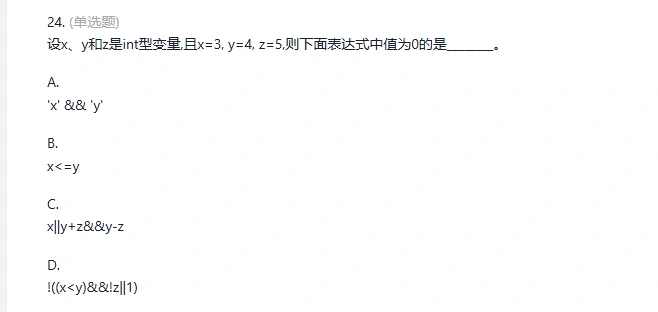 24. (单选题)
设x、y和z是int型变量,且x=3, y=4, z=5,则下面表达式中值为0的是________。
A.
'x' && 'y'
B.
x<=y
C.
x||y+z&&y-z
D.
!((x<y)&&!z||1)